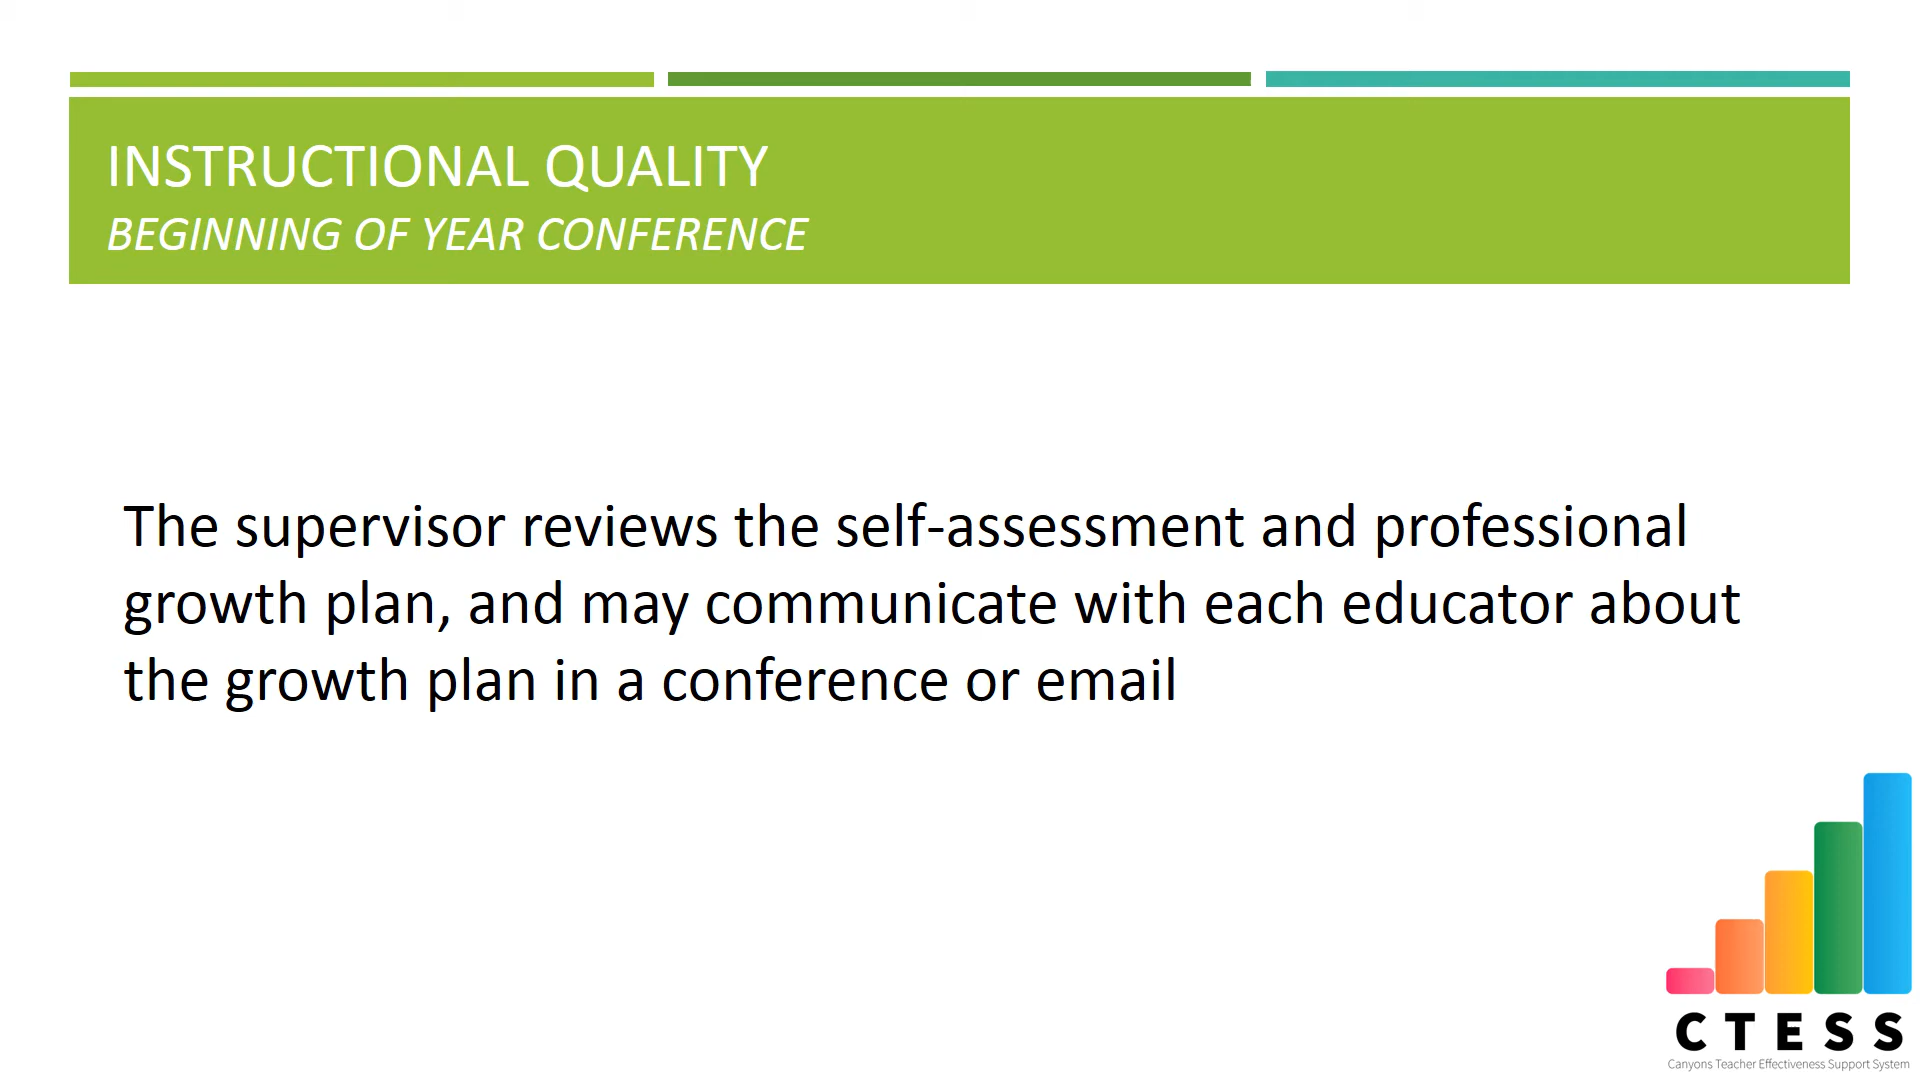 INSTRUCTIONAL QUALITY
BEGINNING OF YEAR CONFERENCE
The supervisor reviews the self-assessment and professional
growth plan, and may communicate with each educator about
the growth plan in a conference or email
CTESS
Canyons Teacher Effectiveness Support System